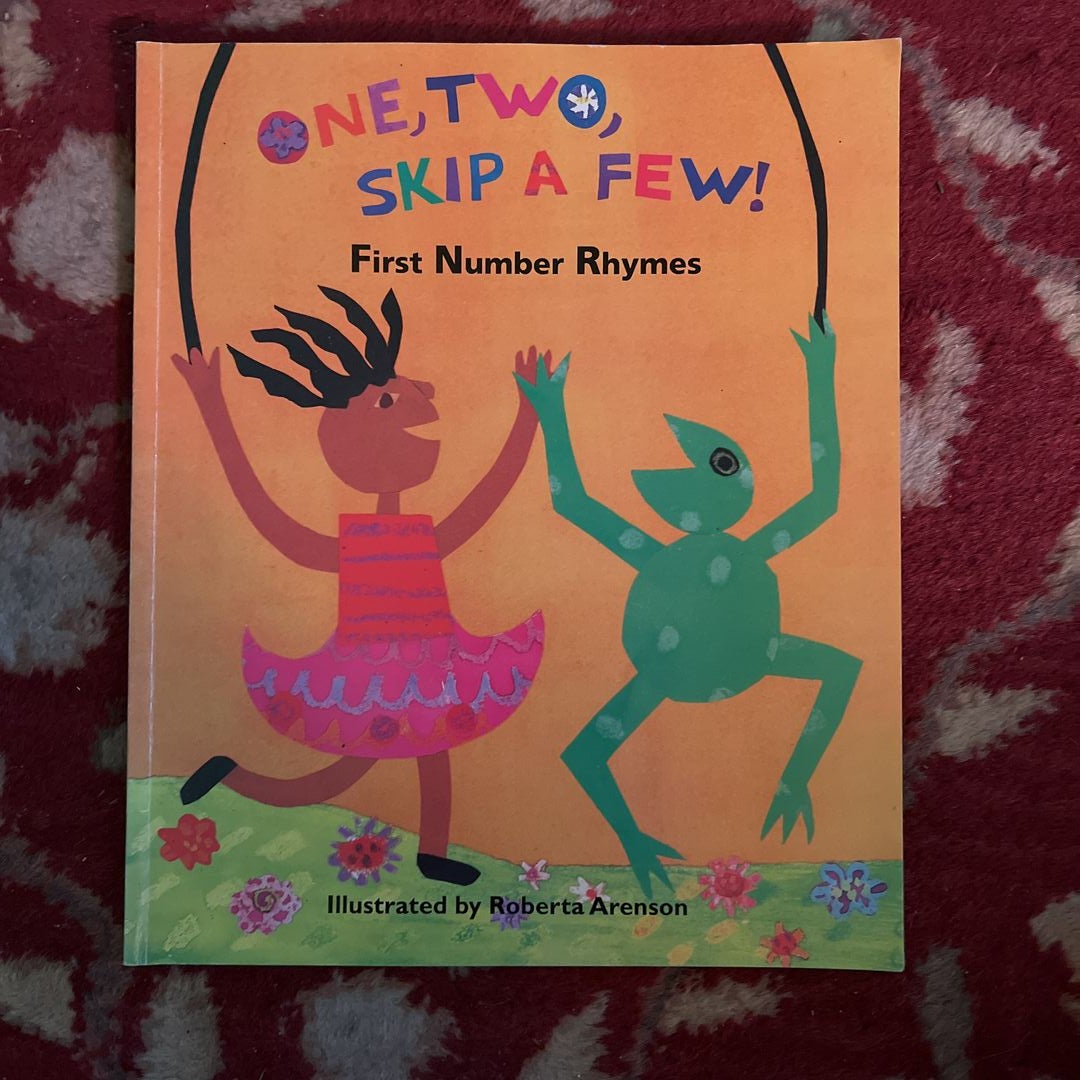 ONE, TWO,
SKIP A FEW!
First Number Rhymes
Illustrated by Roberta Arenson